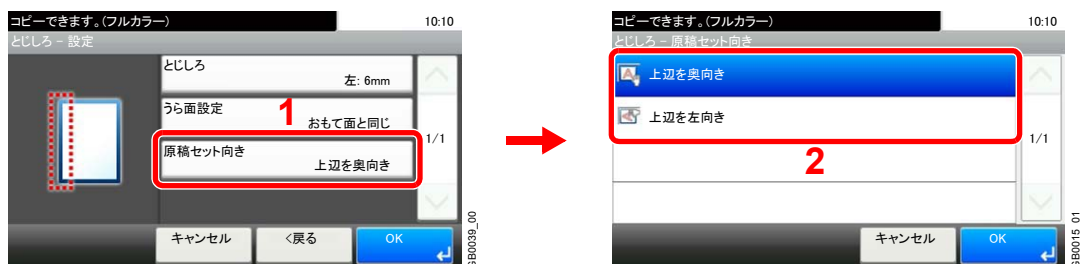 コピーできます。(フルカラー)
10:10
とじしろ - 設定
とじしろ
左: 6mm
うら面設定
おもて面と同じ
1
原稿セット向き
上辺を奥向き
1/1
キャンセル
<戻る
OK
GB0039_00
コピーできます。(フルカラー)
10:10
とじしろ - 原稿セット向き
上辺を奥向き
上辺を左向き
1/1
2
キャンセル
OK
GB0015_01